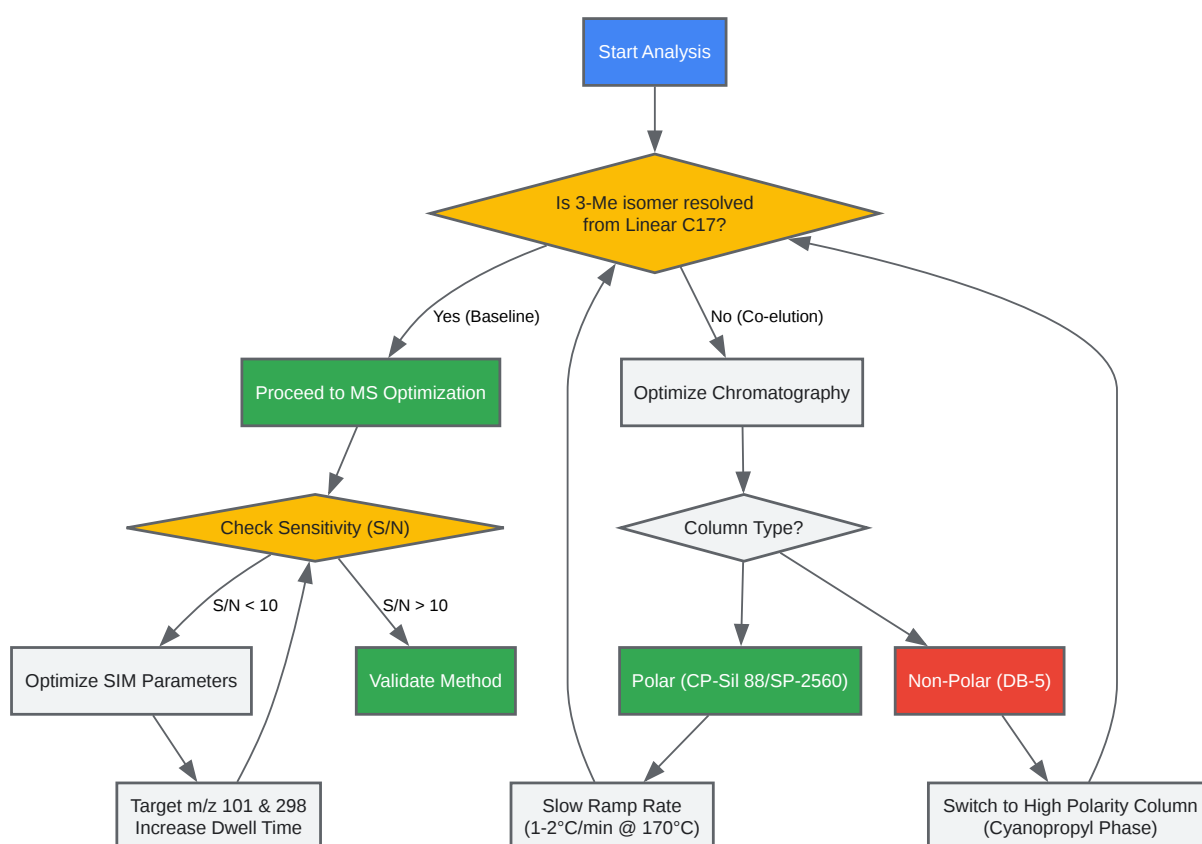 Start Analysis
Is 3-Me isomer resolved
from Linear C17?
Yes (Baseline)
No (Co-elution)
Proceed to MS Optimization
Optimize Chromatography
Check Sensitivity (S/N)
Column Type?
S/N < 10
S/N > 10
Optimize SIM Parameters
Validate Method
Polar (CP-Sil 88/SP-2560)
Non-Polar (DB-5)
Target m/z 101 & 298
Increase Dwell Time
Slow Ramp Rate
(1-2°C/min @ 170°C)
Switch to High Polarity Column
(Cyanopropyl Phase)